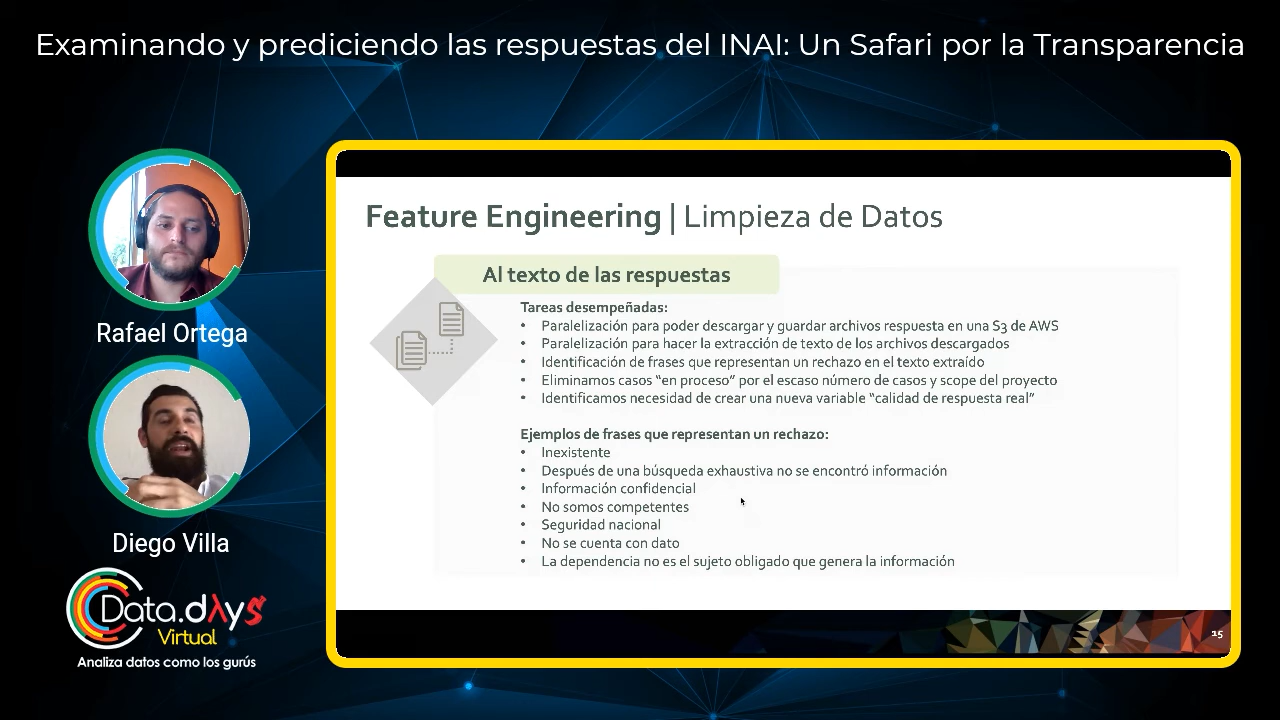 Examinando y prediciendo las respuestas del INAI: Un Safari por la Transparencia
Rafael Ortega
Diego Villa
Data.dλys
Virtual
Analiza datos como los gurús
Feature Engineering | Limpieza de Datos
Al texto de las respuestas
Tareas desempeñadas:
• Paralelización para poder descargar y guardar archivos respuesta en una S3 de AWS
• Paralelización para hacer la extracción de texto de los archivos descargados
• Identificación de frases que representan un rechazo en el texto extraído
• Eliminamos casos “en proceso” por el escaso número de casos y scope del proyecto
• Identificamos necesidad de crear una nueva variable “calidad de respuesta real”
Ejemplos de frases que representan un rechazo:
• Inexistente
• Después de una búsqueda exhaustiva no se encontró información
• Información confidencial
• No somos competentes
• Seguridad nacional
• No se cuenta con dato
• La dependencia no es el sujeto obligado que genera la información
15